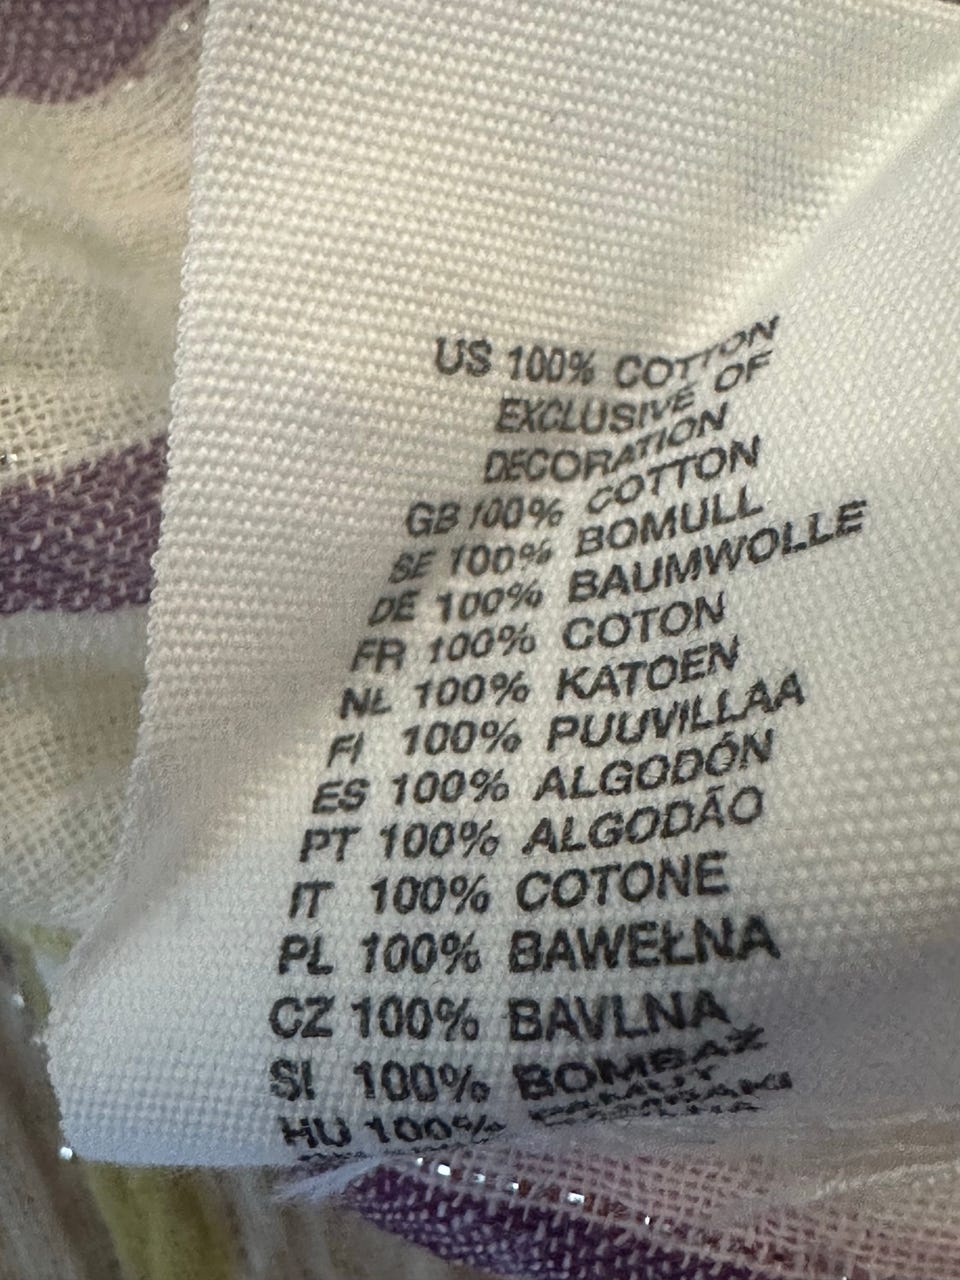 US 100% COTTON
EXCLUSIVE OF
DECORATION
GB 100% COTTON
SE 100% BOMULL
DE 100% BAUMWOLLE
FR 100% COTON
NL 100% KATOEN
FI 100% PUUVILLAA
ES 100% ALGODÓN
PT 100% ALGODÃO
IT 100% COTONE
PL 100% BAWEŁNA
CZ 100% BAVLNA
SI 100% BOMBAŽ
HU 100% PAMUT